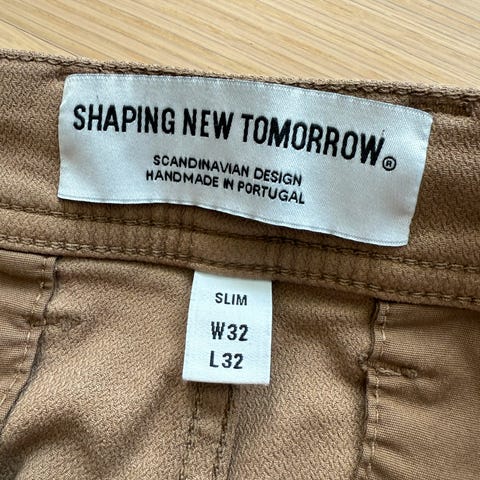 SHAPING NEW TOMORROW®
SCANDINAVIAN DESIGN
HANDMADE IN PORTUGAL
SLIM
W32
L32